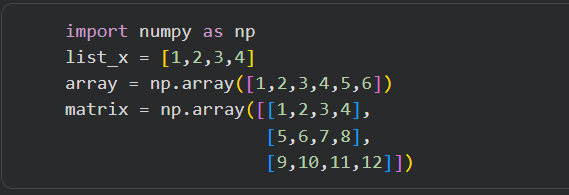 import numpy as np
list_x = [1,2,3,4]
array = np.array([1,2,3,4,5,6])
matrix = np.array([[1,2,3,4],
                   [5,6,7,8],
                   [9,10,11,12]])